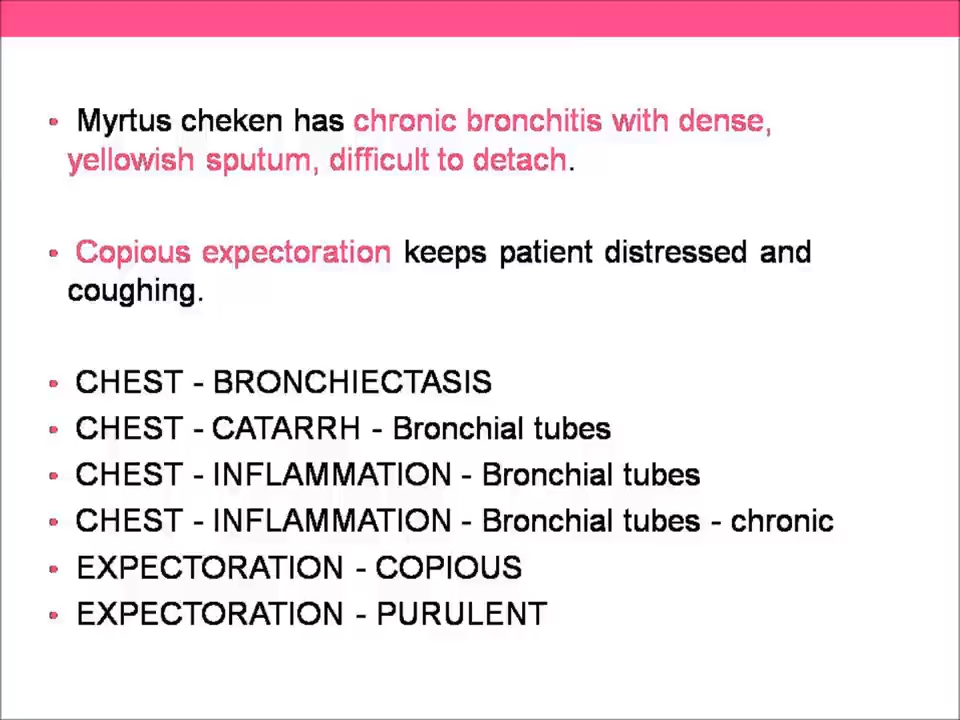 • Myrtus cheken has chronic bronchitis with dense,
yellowish sputum, difficult to detach.
• Copious expectoration keeps patient distressed and
coughing.
• CHEST - BRONCHIECTASIS
• CHEST - CATARRH - Bronchial tubes
• CHEST - INFLAMMATION - Bronchial tubes
• CHEST - INFLAMMATION - Bronchial tubes - chronic
• EXPECTORATION - COPIOUS
• EXPECTORATION - PURULENT